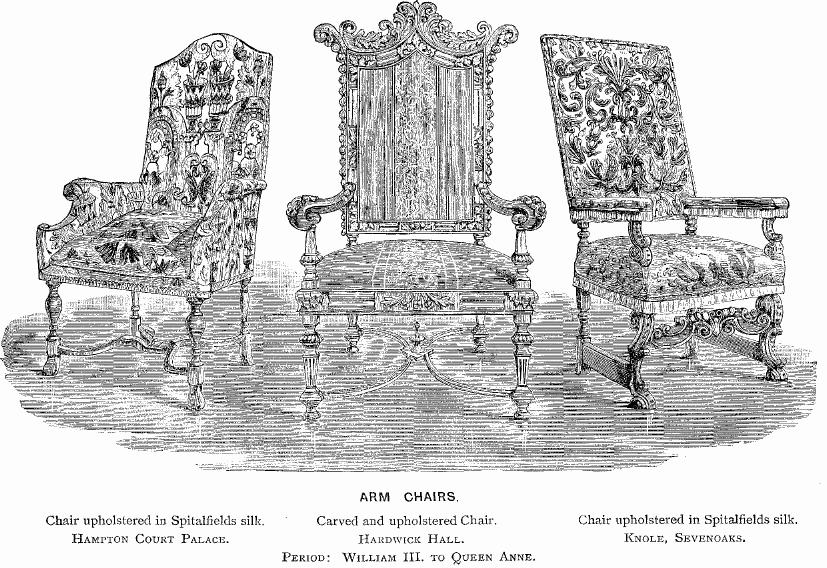 ARM CHAIRS.
Chair upholstered in Spitalfields silk.
HAMPTON COURT PALACE.
Carved and upholstered Chair.
HARDWICK HALL.
Chair upholstered in Spitalfields silk.
KNOLE, SEVENOAKS.
PERIOD: WILLIAM III. TO QUEEN ANNE.